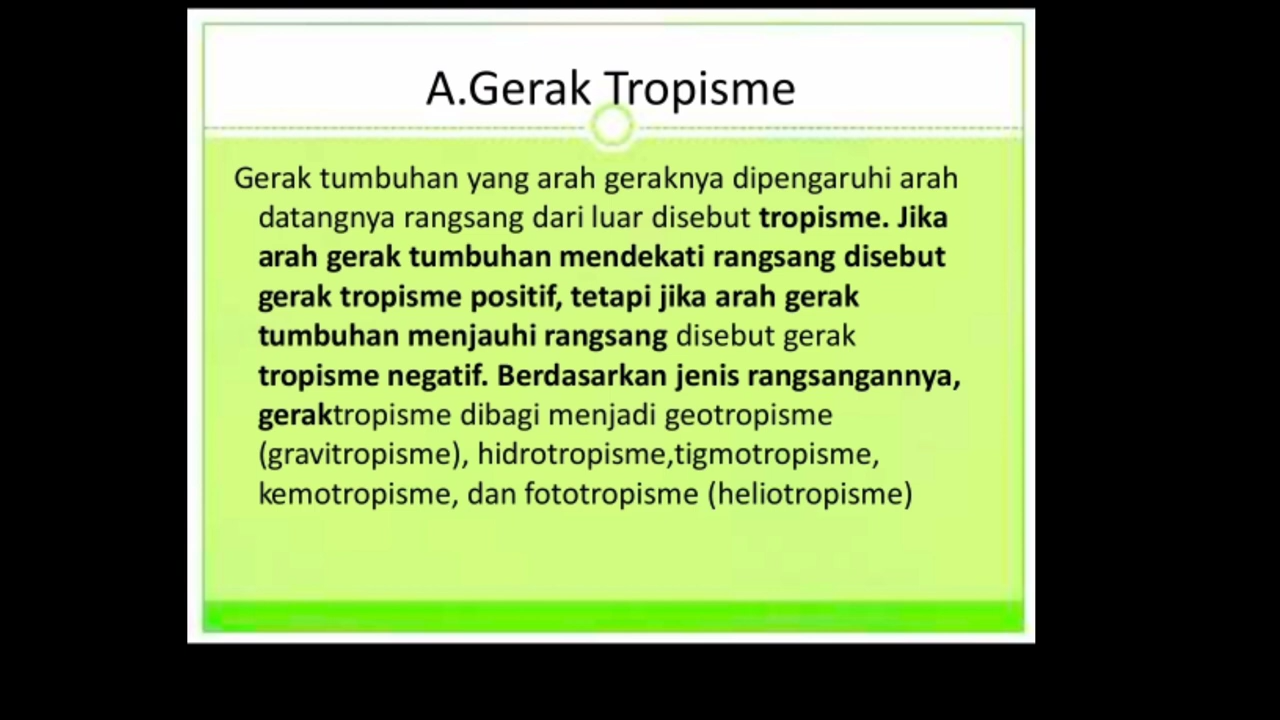 A.Gerak Tropisme
Gerak tumbuhan yang arah geraknya dipengaruhi arah
datangnya rangsang dari luar disebut tropisme. Jika
arah gerak tumbuhan mendekati rangsang disebut
gerak tropisme positif, tetapi jika arah gerak
tumbuhan menjauhi rangsang disebut gerak
tropisme negatif. Berdasarkan jenis rangsangannya,
geraktropisme dibagi menjadi geotropisme
(gravitropisme), hidrotropisme,tigmotropisme,
kemotropisme, dan fototropisme (heliotropisme)